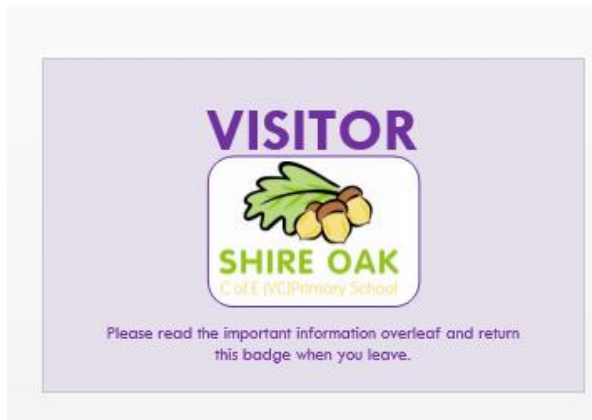 VISITOR
SHIRE OAK
C of E (VC)Primary School
Please read the important information overleaf and return
this badge when you leave.